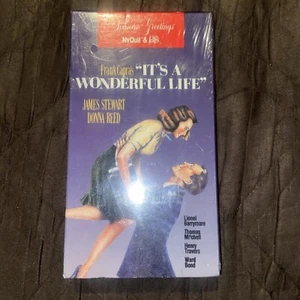 Season's Greetings
NyQuil &
Frank Capra's "IT'S A
WONDERFUL LIFE"
JAMES STEWART
DONNA REED
Lionel
Barrymore
Thomas
Mitchell
Henry
Travers
Ward
Bond